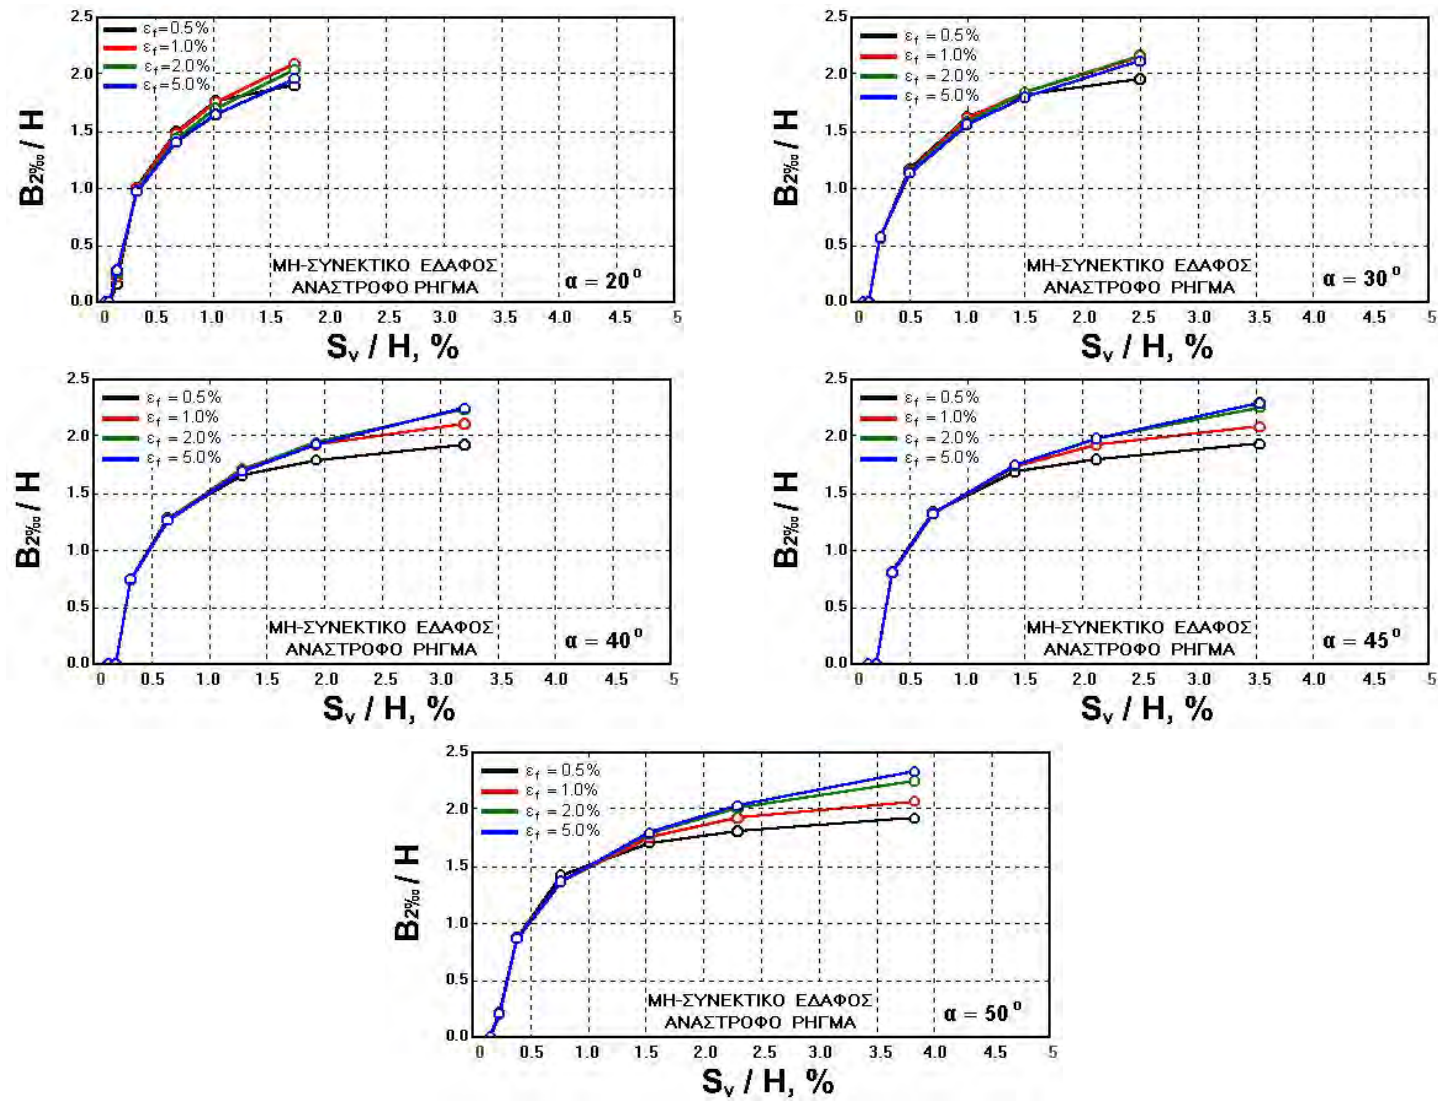 2.5
2.0
1.5
1.0
0.5
0.0
B2‰ / H
εf = 0.5%
εf = 1.0%
εf = 2.0%
εf = 5.0%
ΜΗ-ΣΥΝΕΚΤΙΚΟ ΕΔΑΦΟΣ
ΑΝΑΣΤΡΟΦΟ ΡΗΓΜΑ
α = 20°
0 0.5 1.0 1.5 2.0 2.5 3.0 3.5 4.0 4.5 5
Sv / H, %
2.5
2.0
1.5
1.0
0.5
0.0
B2‰ / H
εf = 0.5%
εf = 1.0%
εf = 2.0%
εf = 5.0%
ΜΗ-ΣΥΝΕΚΤΙΚΟ ΕΔΑΦΟΣ
ΑΝΑΣΤΡΟΦΟ ΡΗΓΜΑ
α = 30°
0 0.5 1.0 1.5 2.0 2.5 3.0 3.5 4.0 4.5 5
Sv / H, %
2.5
2.0
1.5
1.0
0.5
0.0
B2‰ / H
εf = 0.5%
εf = 1.0%
εf = 2.0%
εf = 5.0%
ΜΗ-ΣΥΝΕΚΤΙΚΟ ΕΔΑΦΟΣ
ΑΝΑΣΤΡΟΦΟ ΡΗΓΜΑ
α = 40°
0 0.5 1.0 1.5 2.0 2.5 3.0 3.5 4.0 4.5 5
Sv / H, %
2.5
2.0
1.5
1.0
0.5
0.0
B2‰ / H
εf = 0.5%
εf = 1.0%
εf = 2.0%
εf = 5.0%
ΜΗ-ΣΥΝΕΚΤΙΚΟ ΕΔΑΦΟΣ
ΑΝΑΣΤΡΟΦΟ ΡΗΓΜΑ
α = 45°
0 0.5 1.0 1.5 2.0 2.5 3.0 3.5 4.0 4.5 5
Sv / H, %
2.5
2.0
1.5
1.0
0.5
0.0
B2‰ / H
εf = 0.5%
εf = 1.0%
εf = 2.0%
εf = 5.0%
ΜΗ-ΣΥΝΕΚΤΙΚΟ ΕΔΑΦΟΣ
ΑΝΑΣΤΡΟΦΟ ΡΗΓΜΑ
α = 50°
0 0.5 1.0 1.5 2.0 2.5 3.0 3.5 4.0 4.5 5
Sv / H, %